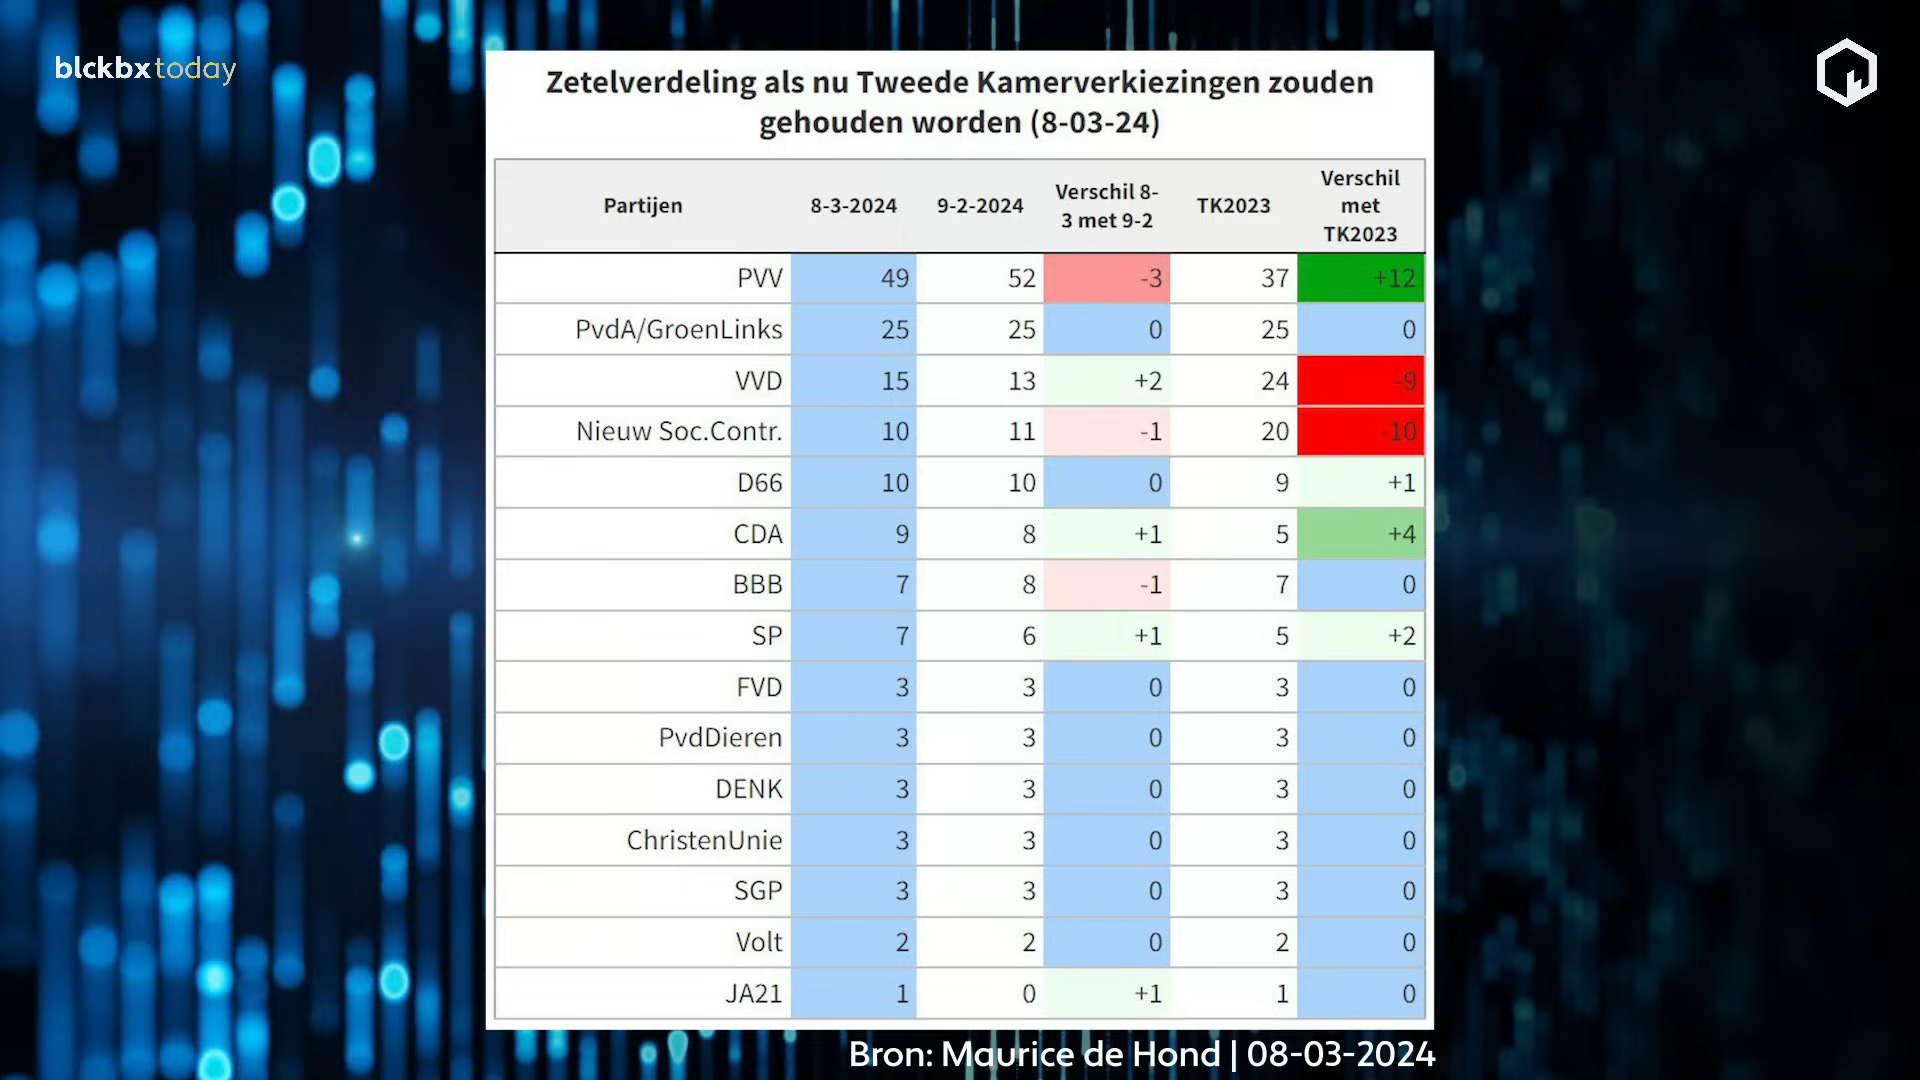 blckbxtoday
Zetelverdeling als nu Tweede Kamerverkiezingen zouden
gehouden worden (8-03-24)
Partijen 8-3-2024 9-2-2024 Verschil 8-3 met 9-2 TK2023 Verschil met TK2023
PVV 49 52 -3 37 +12
PvdA/GroenLinks 25 25 0 25 0
VVD 15 13 +2 24 -9
Nieuw Soc.Contr. 10 11 -1 20 -10
D66 10 10 0 9 +1
CDA 9 8 +1 5 +4
BBB 7 8 -1 7 0
SP 7 6 +1 5 +2
FVD 3 3 0 3 0
PvdDieren 3 3 0 3 0
DENK 3 3 0 3 0
ChristenUnie 3 3 0 3 0
SGP 3 3 0 3 0
Volt 2 2 0 2 0
JA21 1 0 +1 1 0
Bron: Maurice de Hond | 08-03-2024